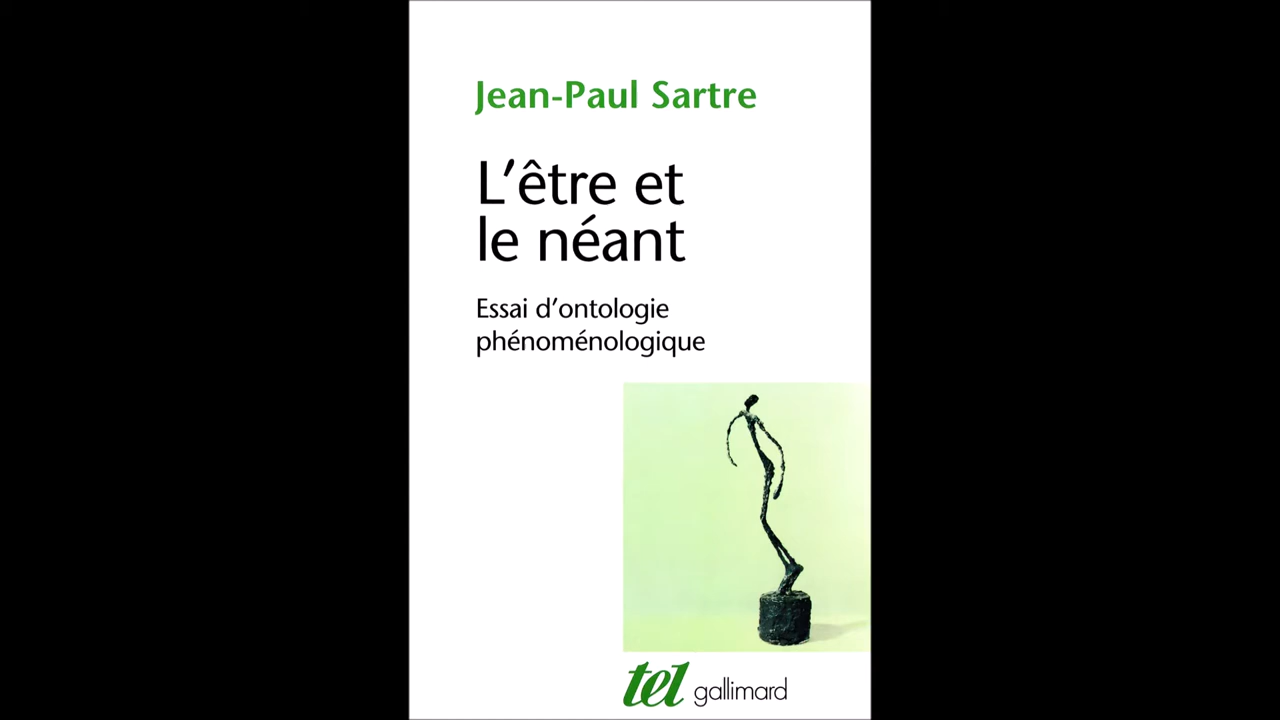 Jean-Paul Sartre
L’être et
le néant
Essai d’ontologie
phénoménologique
tel gallimard